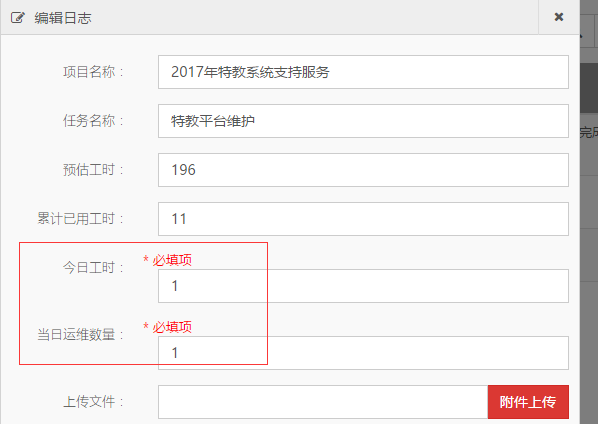 编辑日志
项目名称：
2017年特教系统支持服务
任务名称：
特教平台维护
预估工时：
196
累计已用工时：
11
今日工时：
* 必填项
1
当日运维数量：
* 必填项
1
上传文件：
附件上传